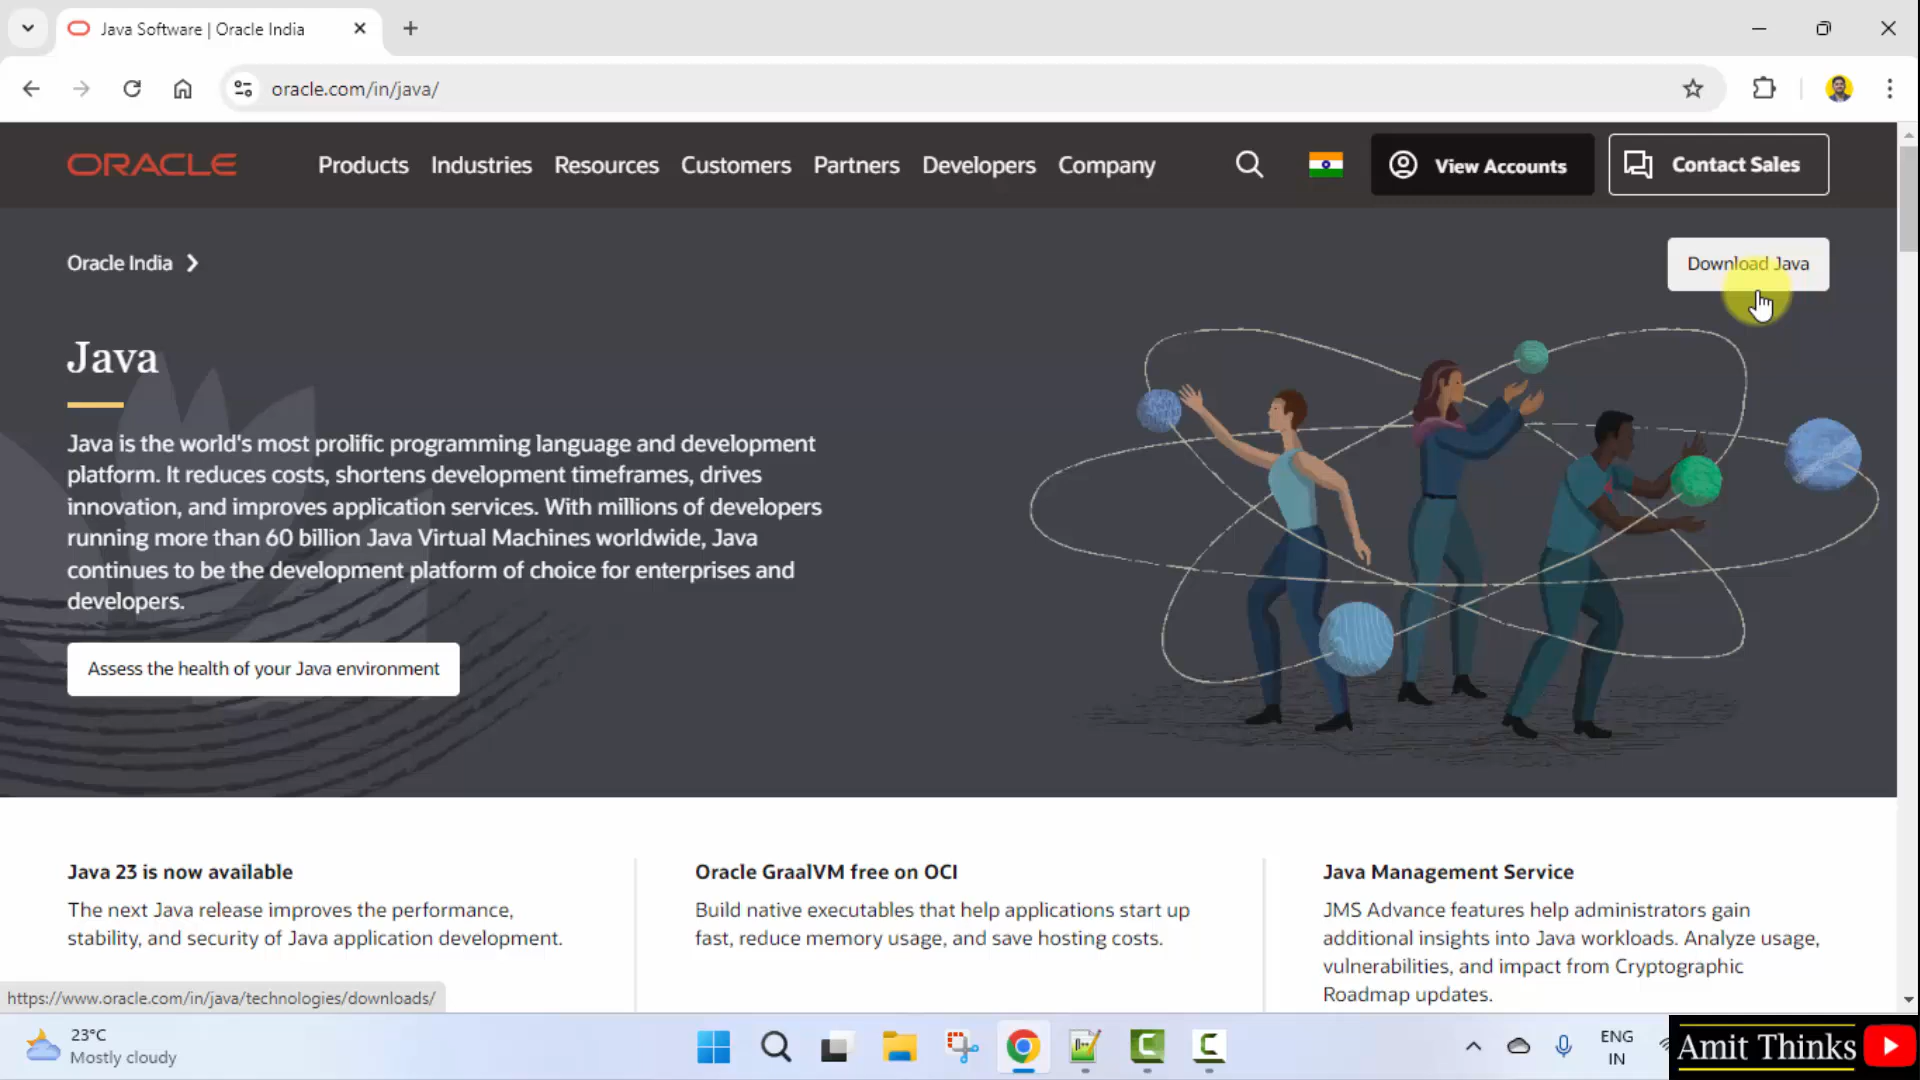 Java Software | Oracle India
oracle.com/in/java/
ORACLE
Products Industries Resources Customers Partners Developers Company
View Accounts
Contact Sales
Oracle India
Download Java
Java
Java is the world's most prolific programming language and development
platform. It reduces costs, shortens development timeframes, drives
innovation, and improves application services. With millions of developers
running more than 60 billion Java Virtual Machines worldwide, Java
continues to be the development platform of choice for enterprises and
developers.
Assess the health of your Java environment
Java 23 is now available
The next Java release improves the performance,
stability, and security of Java application development.
Oracle GraalVM free on OCI
Build native executables that help applications start up
fast, reduce memory usage, and save hosting costs.
Java Management Service
JMS Advance features help administrators gain
additional insights into Java workloads. Analyze usage,
vulnerabilities, and impact from Cryptographic
Roadmap updates.
https://www.oracle.com/in/java/technologies/downloads/
23°C
Mostly cloudy
ENG
IN
Amit Thinks